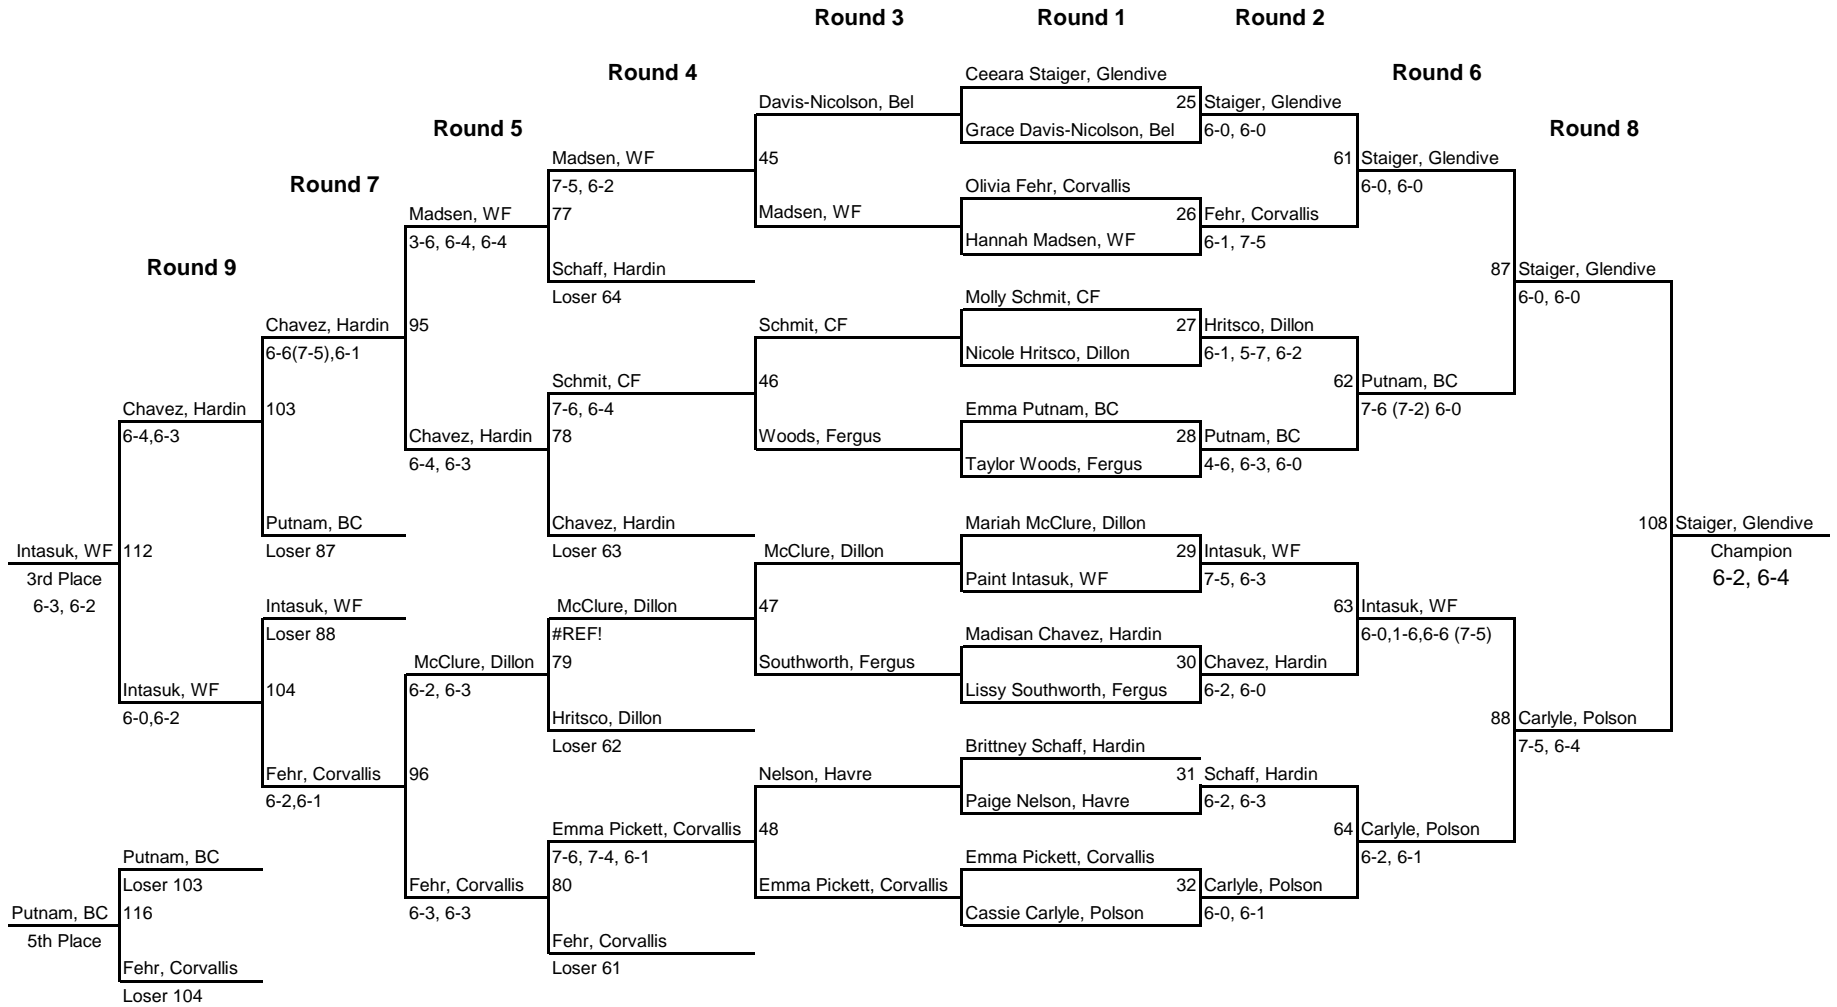 Round 3 Round 1 Round 2
Round 4 Ceeara Staiger, Glendive Round 6
Davis-Nicolson, Bel 25 Staiger, Glendive
Round 5 Grace Davis-Nicolson, Bel 6-0, 6-0 Round 8
Madsen, WF 45 61 Staiger, Glendive
Round 7 7-5, 6-2 Olivia Fehr, Corvallis 6-0, 6-0
Madsen, WF 77 Madsen, WF 26 Fehr, Corvallis
3-6, 6-4, 6-4 Hannah Madsen, WF 6-1, 7-5
Round 9 Schaff, Hardin 87 Staiger, Glendive
Loser 64 Molly Schmit, CF 6-0, 6-0
Chavez, Hardin 95 Schmit, CF 27 Hritsco, Dillon
6-6(7-5),6-1 Nicole Hritsco, Dillon 6-1, 5-7, 6-2
Schmit, CF 46 62 Putnam, BC
Chavez, Hardin 103 7-6, 6-4 Emma Putnam, BC 7-6 (7-2) 6-0
6-4,6-3 Chavez, Hardin 78 Woods, Fergus 28 Putnam, BC
6-4, 6-3 Taylor Woods, Fergus 4-6, 6-3, 6-0
Putnam, BC Chavez, Hardin Mariah McClure, Dillon 108 Staiger, Glendive
Intasuk, WF 112 Loser 87 Loser 63 McClure, Dillon 29 Intasuk, WF Champion
3rd Place Paint Intasuk, WF 7-5, 6-3 6-2, 6-4
6-3, 6-2 Intasuk, WF McClure, Dillon 47 63 Intasuk, WF
Loser 88 #REF! Madisan Chavez, Hardin 6-0,1-6,6-6 (7-5)
McClure, Dillon 79 Southworth, Fergus 30 Chavez, Hardin
Intasuk, WF 104 6-2, 6-3 Lissy Southworth, Fergus 6-2, 6-0
6-0,6-2 Hritsco, Dillon 88 Carlyle, Polson
Loser 62 Brittney Schaff, Hardin 7-5, 6-4
Fehr, Corvallis 96 Nelson, Havre 31 Schaff, Hardin
6-2,6-1 Paige Nelson, Havre 6-2, 6-3
Emma Pickett, Corvallis 48 64 Carlyle, Polson
Putnam, BC 7-6, 7-4, 6-1 Emma Pickett, Corvallis 6-2, 6-1
Loser 103 Fehr, Corvallis 80 Emma Pickett, Corvallis 32 Carlyle, Polson
Putnam, BC 116 6-3, 6-3 Cassie Carlyle, Polson 6-0, 6-1
5th Place Fehr, Corvallis
Fehr, Corvallis Loser 61
Loser 104